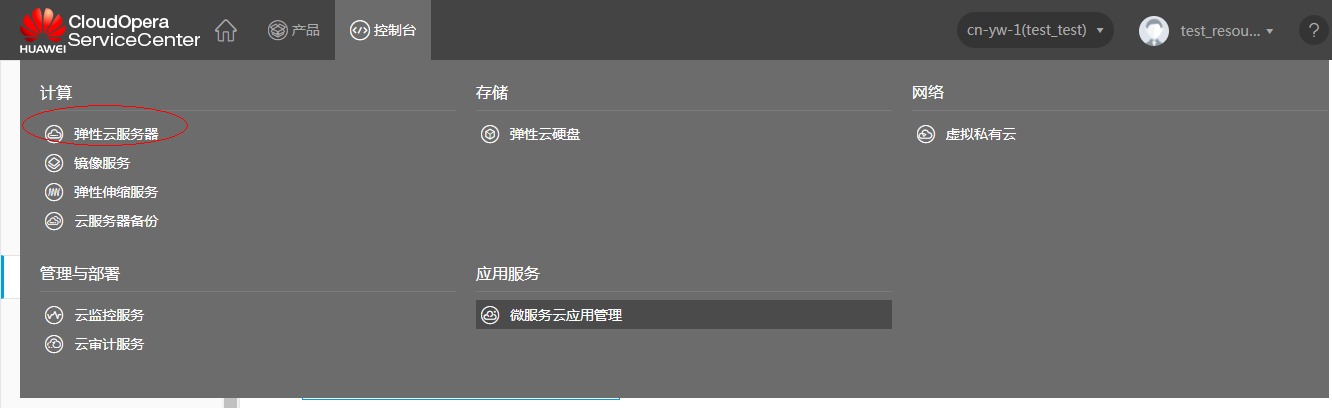 HUAWEI
CloudOpera
ServiceCenter
产品
控制台
cn-yw-1(test_test)
test_resou...
?
计算
存储
网络
弹性云服务器
弹性云硬盘
虚拟私有云
镜像服务
弹性伸缩服务
云服务器备份
管理与部署
应用服务
云监控服务
微服务云应用管理
云审计服务